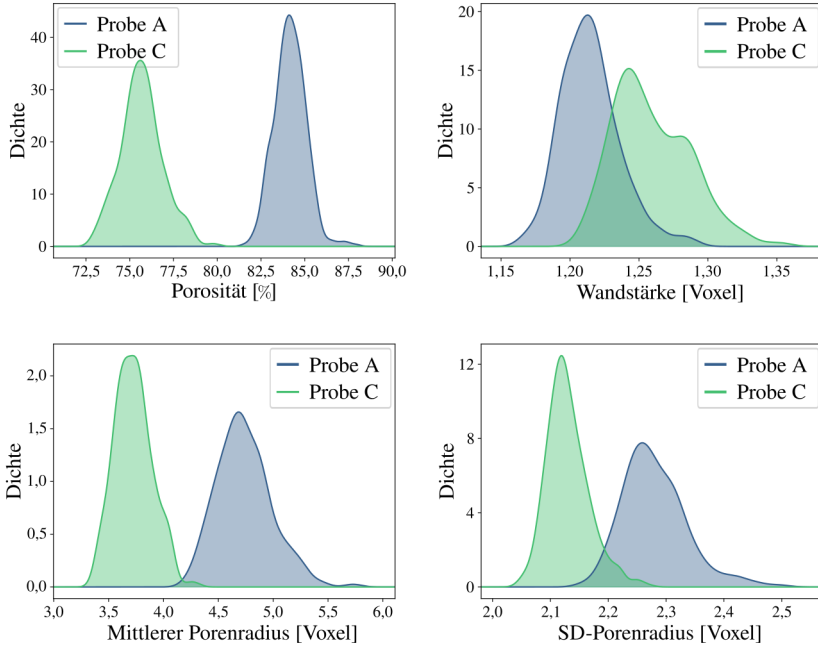 Probe A
Probe C
Dichte
40
30
20
10
0
72,5 75,0 77,5 80,0 82,5 85,0 87,5 90,0
Porosität [%]
Probe A
Probe C
Dichte
20
15
10
5
0
1,15 1,20 1,25 1,30 1,35
Wandstärke [Voxel]
Probe A
Probe C
Dichte
2,0
1,5
1,0
0,5
0,0
3,0 3,5 4,0 4,5 5,0 5,5 6,0
Mittlerer Porenradius [Voxel]
Probe A
Probe C
Dichte
12
8
4
0
2,0 2,1 2,2 2,3 2,4 2,5
SD-Porenradius [Voxel]